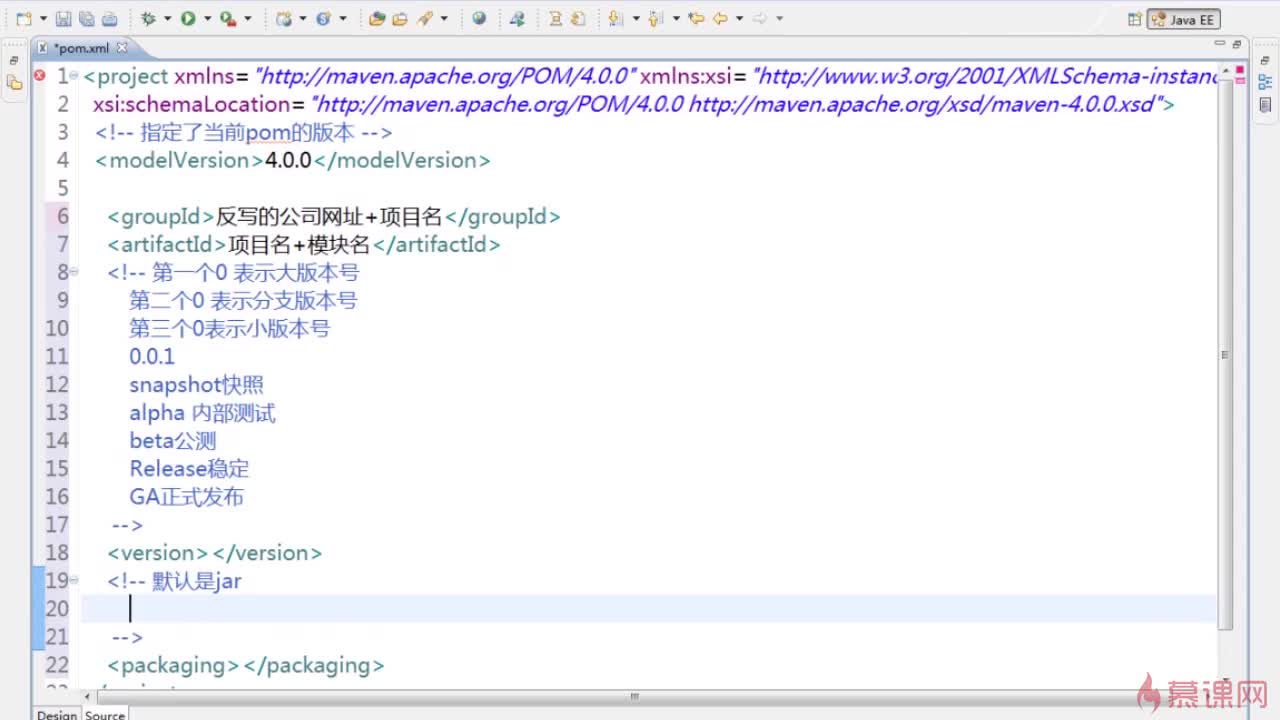 Java EE
*pom.xml
1 <project xmlns="http://maven.apache.org/POM/4.0.0" xmlns:xsi="http://www.w3.org/2001/XMLSchema-instanc
2 xsi:schemaLocation="http://maven.apache.org/POM/4.0.0 http://maven.apache.org/xsd/maven-4.0.0.xsd">
3 <!-- 指定了当前pom的版本 -->
4 <modelVersion>4.0.0</modelVersion>
5
6 <groupId>反写的公司网址+项目名</groupId>
7 <artifactId>项目名+模块名</artifactId>
8 <!-- 第一个0 表示大版本号
9 第二个0 表示分支版本号
10 第三个0表示小版本号
11 0.0.1
12 snapshot快照
13 alpha 内部测试
14 beta公测
15 Release稳定
16 GA正式发布
17 -->
18 <version></version>
19 <!-- 默认是jar
20
21 -->
22 <packaging></packaging>
慕课网
Design Source